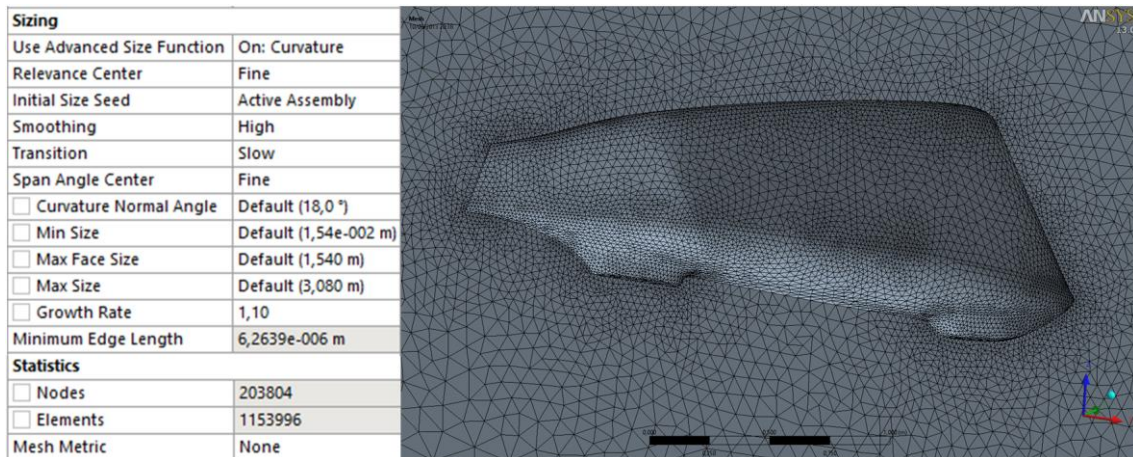 Sizing
Use Advanced Size Function On: Curvature
Relevance Center Fine
Initial Size Seed Active Assembly
Smoothing High
Transition Slow
Span Angle Center Fine
Curvature Normal Angle Default (18,0 °)
Min Size Default (1,54e-002 m)
Max Face Size Default (1,540 m)
Max Size Default (3,080 m)
Growth Rate 1,10
Minimum Edge Length 6,2639e-006 m
Statistics
Nodes 203804
Elements 1153996
Mesh Metric None
Mesh
ANSYS
13.0